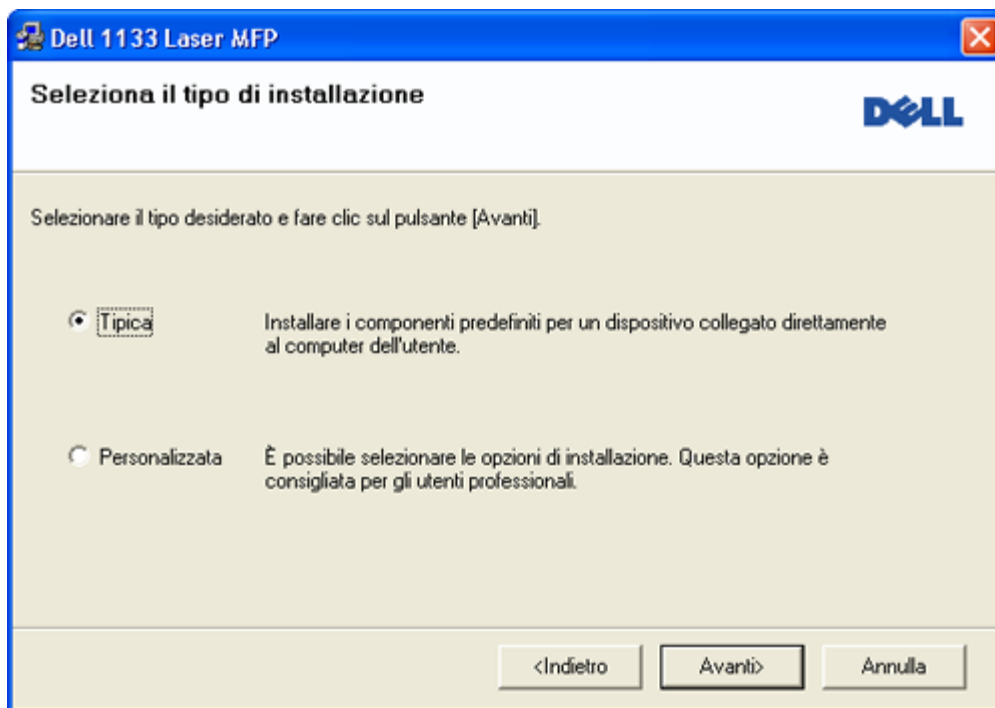 Dell 1133 Laser MFP
Seleziona il tipo di installazione
DELL
Selezionare il tipo desiderato e fare clic sul pulsante [Avanti].
Tipica
Installare i componenti predefiniti per un dispositivo collegato direttamente
al computer dell'utente.
Personalizzata
È possibile selezionare le opzioni di installazione. Questa opzione è
consigliata per gli utenti professionali.
<Indietro
Avanti>
Annulla